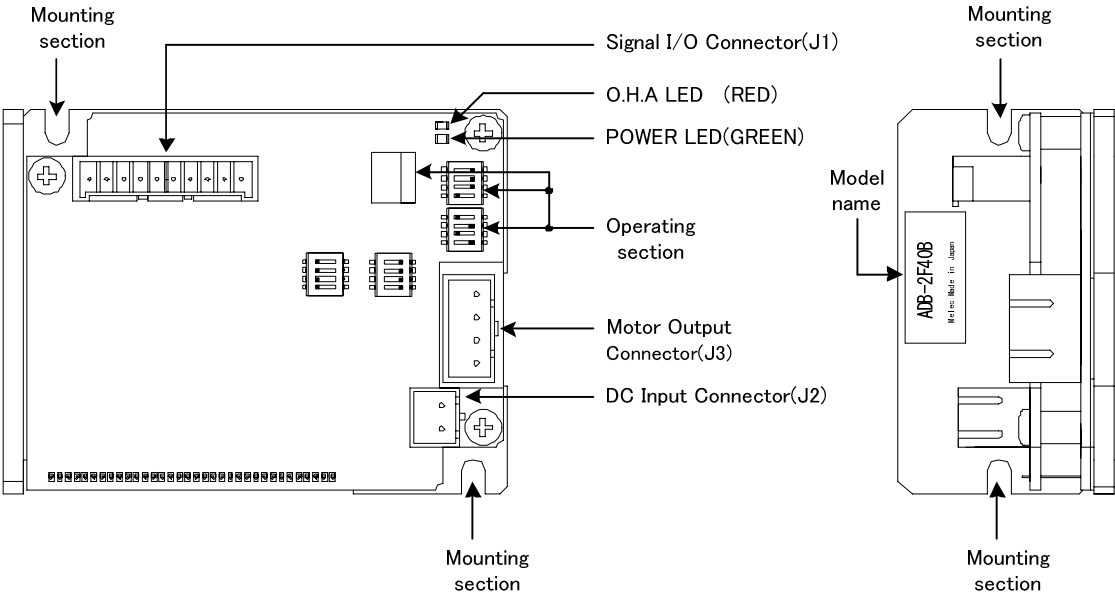 Mounting
section
Mounting
section
Signal I/O Connector(J1)
O.H.A LED (RED)
POWER LED(GREEN)
Model
name
Operating
section
ADB-2F40B
Melec Made in Japan
Motor Output
Connector(J3)
DC Input Connector(J2)
Mounting
section
Mounting
section